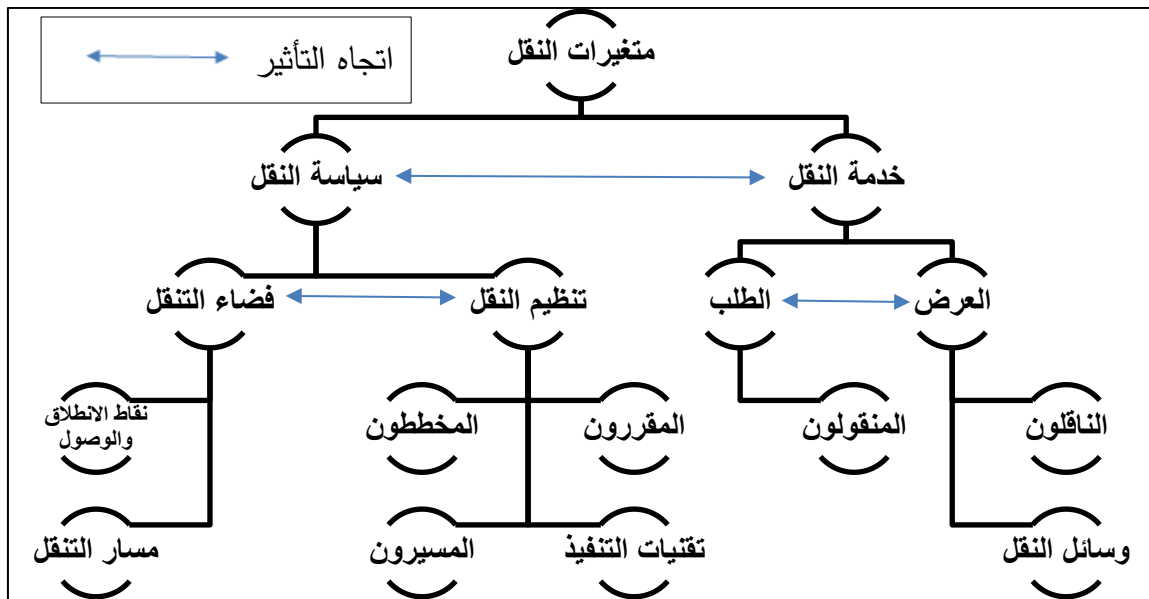 متغيرات النقل
اتجاه التأثير
خدمة النقل
سياسة النقل
العرض
الطلب
تنظيم النقل
فضاء التنقل
الناقلون
المنقولون
المقررون
المخططون
نقاط الانطلاق
والوصول
وسائل النقل
تقنيات التنفيذ
المسيرون
مسار التنقل